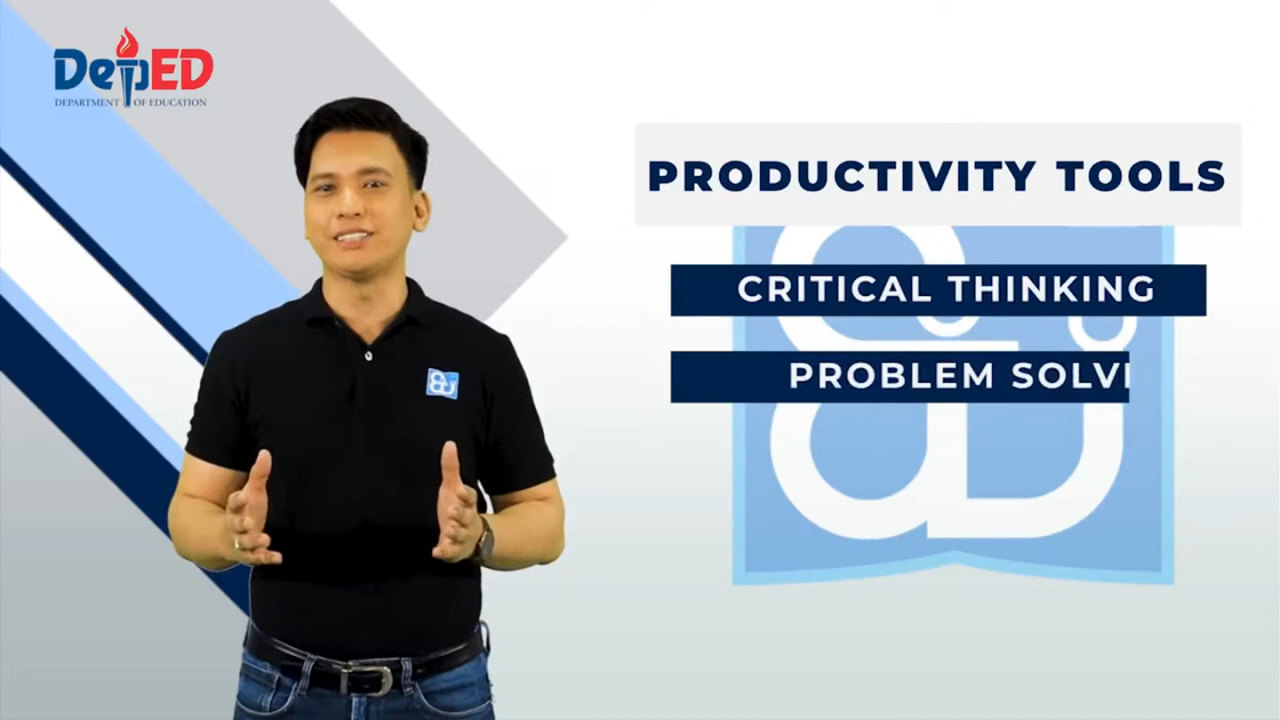 DepED
DEPARTMENT OF EDUCATION
PRODUCTIVITY TOOLS
CRITICAL THINKING
PROBLEM SOLVI